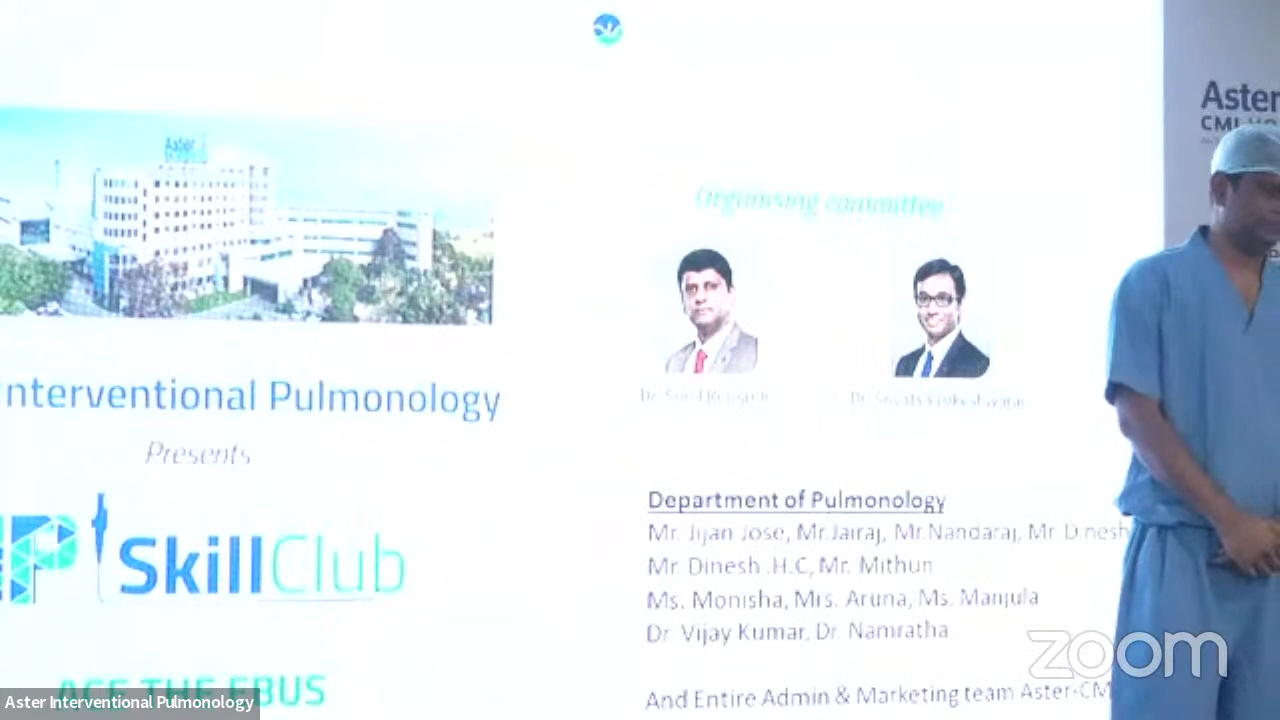 Aster
Interventional Pulmonology
Presents
IP SkillClub
ACE THE EBUS
Organising committee
Department of Pulmonology
Mr. Jijan Jose, Mr.Jairaj, Mr.Nandaraj, Mr. Dinesh
Mr. Dinesh .H.C, Mr. Mithun
Ms. Monisha, Mrs. Aruna, Ms. Manjula
Dr. Vijay Kumar, Dr. Namratha
And Entire Admin & Marketing team Aster-CM
Aster
CMI
zoom
Aster Interventional Pulmonology